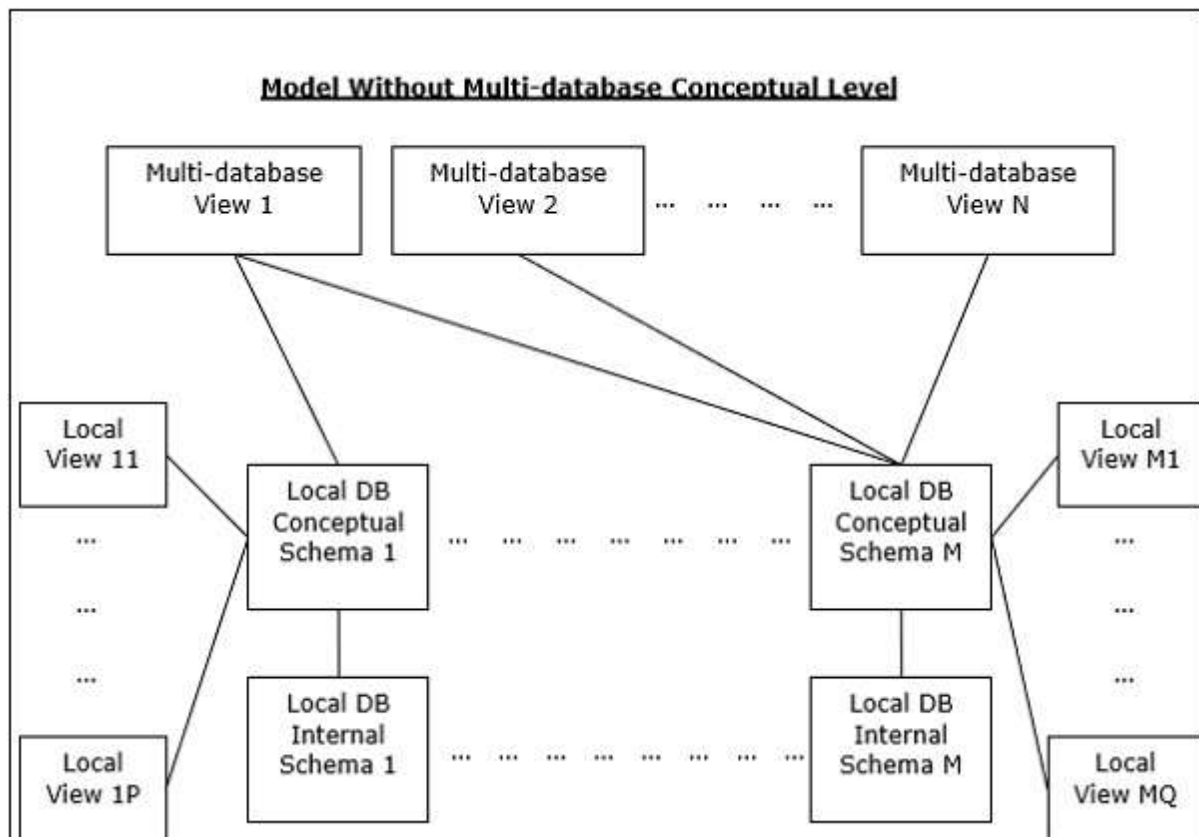 Model Without Multi-database Conceptual Level
Multi-database
View 1
Multi-database
View 2
... ... ... ...
Multi-database
View N
Local
View 11
...
...
...
Local
View 1P
Local DB
Conceptual
Schema 1
... ... ... ... ... ... ... ...
Local DB
Conceptual
Schema M
Local
View M1
...
...
...
Local
View MQ
Local DB
Internal
Schema 1
... ... ... ... ... ... ... ...
Local DB
Internal
Schema M